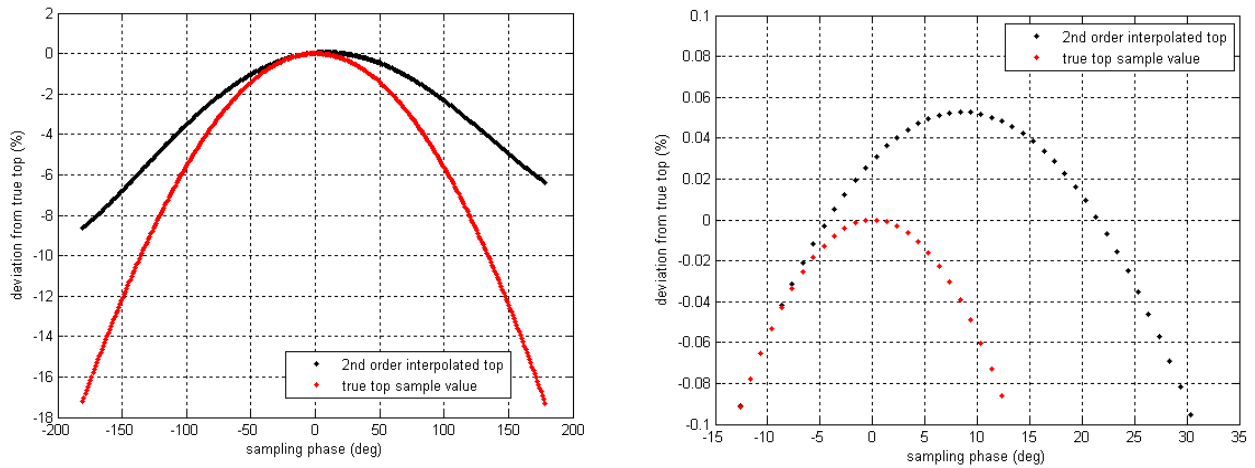 2
0
-2
-4
-6
-8
-10
-12
-14
-16
-18
-200 -150 -100 -50 0 50 100 150 200
deviation from true top (%)
sampling phase (deg)
2nd order interpolated top
true top sample value
0.1
0.08
0.06
0.04
0.02
0
-0.02
-0.04
-0.06
-0.08
-0.1
-15 -10 -5 0 5 10 15 20 25 30 35
deviation from true top (%)
sampling phase (deg)
2nd order interpolated top
true top sample value